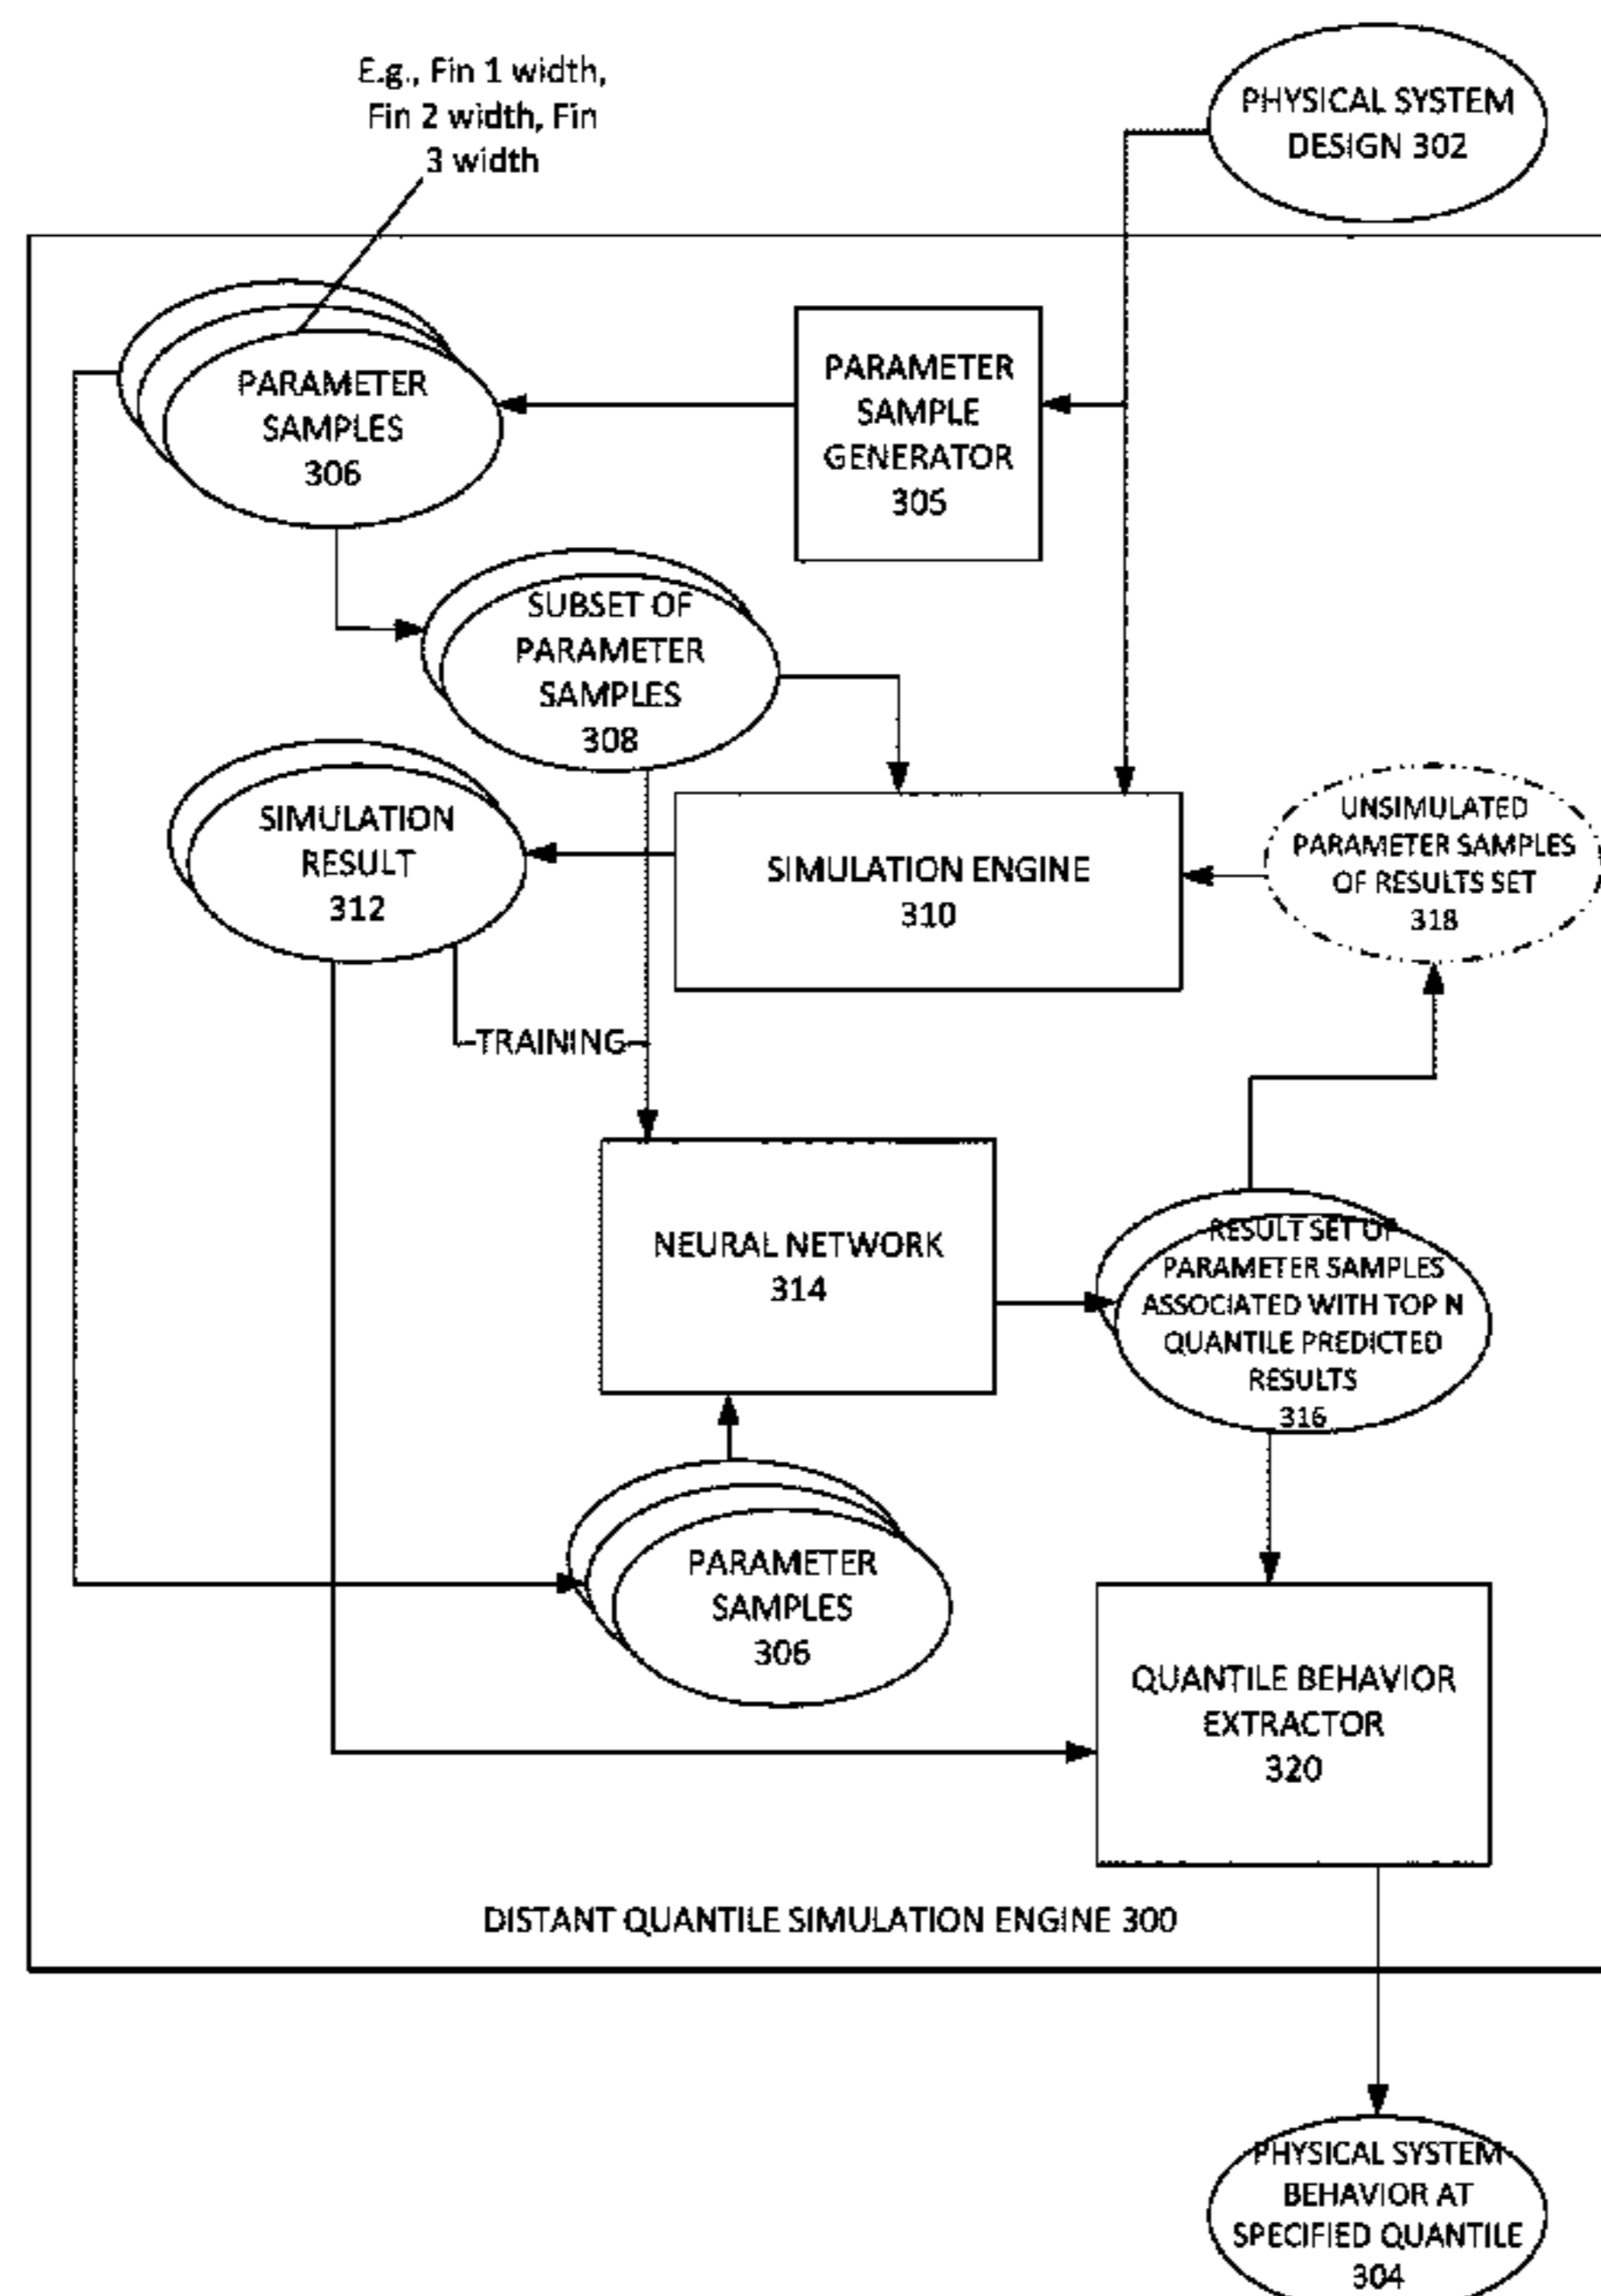 E.g., Fin 1 width,
Fin 2 width, Fin
3 width
PHYSICAL SYSTEM
DESIGN 302
PARAMETER
SAMPLES
306
PARAMETER
SAMPLE
GENERATOR
305
SUBSET OF
PARAMETER
SAMPLES
308
SIMULATION
RESULT
312
SIMULATION ENGINE
310
UNSIMULATED
PARAMETER SAMPLES
OF RESULTS SET
318
TRAINING
NEURAL NETWORK
314
RESULT SET OF
PARAMETER SAMPLES
ASSOCIATED WITH TOP N
QUANTILE PREDICTED
RESULTS
316
PARAMETER
SAMPLES
306
QUANTILE BEHAVIOR
EXTRACTOR
320
DISTANT QUANTILE SIMULATION ENGINE 300
PHYSICAL SYSTEM
BEHAVIOR AT
SPECIFIED QUANTILE
304